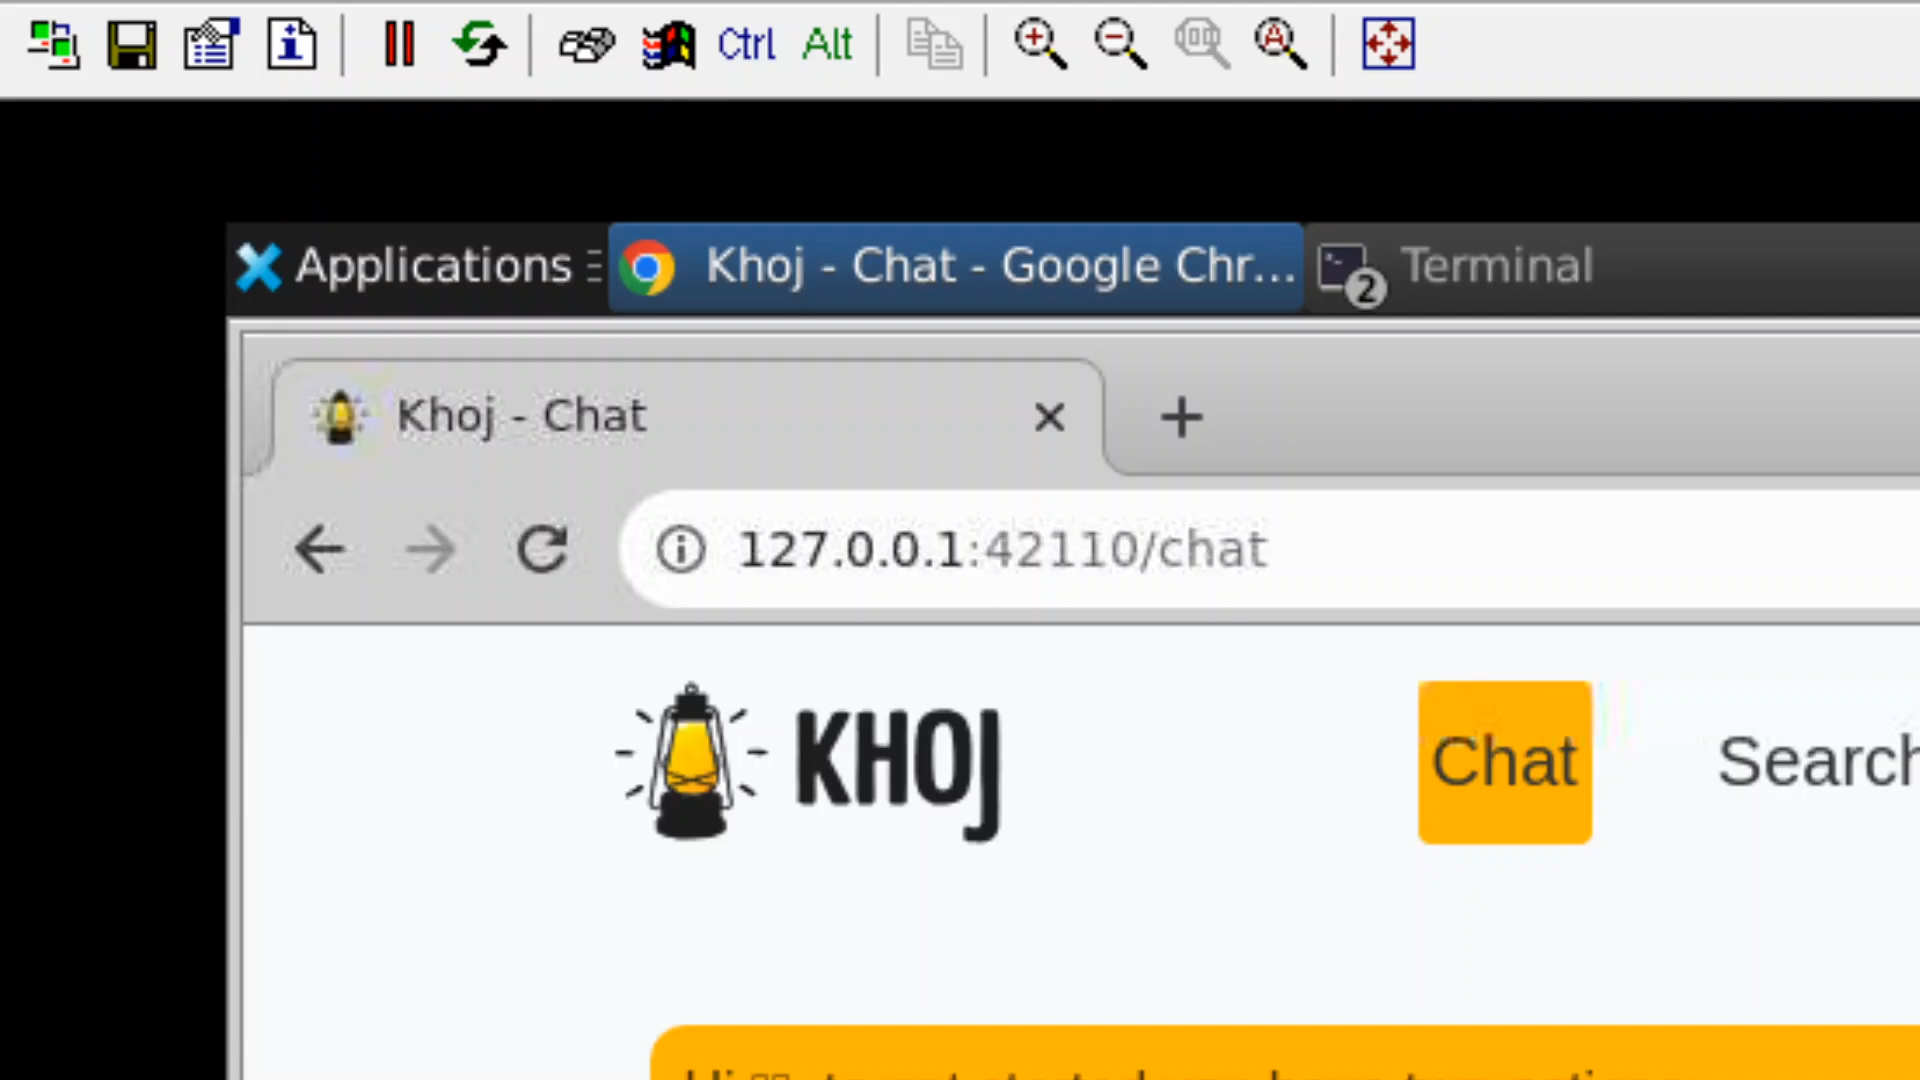 Ctrl Alt
Applications Khoj - Chat - Google Chr... 2 Terminal
Khoj - Chat
127.0.0.1:42110/chat
KHOJ Chat Search